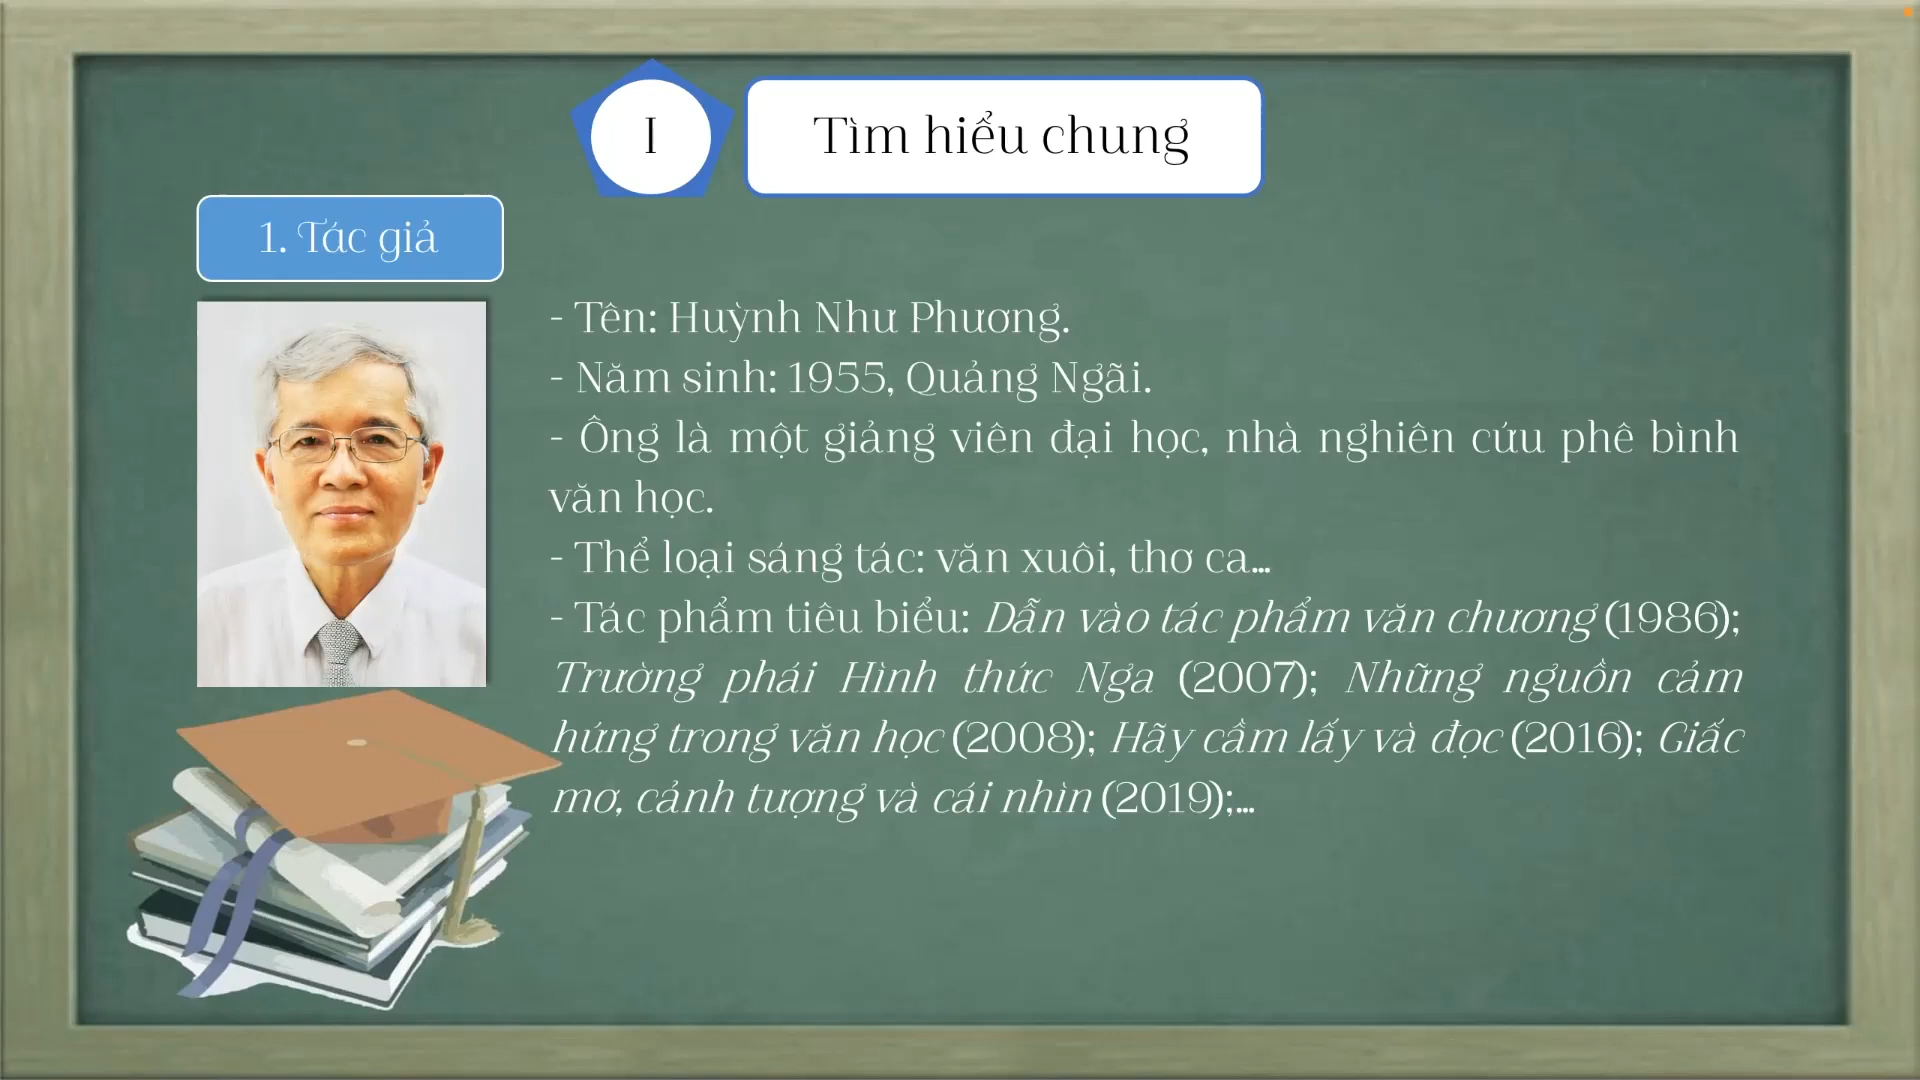 I
Tìm hiểu chung
1. Tác giả
- Tên: Huỳnh Như Phương.
- Năm sinh: 1955, Quảng Ngãi.
- Ông là một giảng viên đại học, nhà nghiên cứu phê bình
văn học.
- Thể loại sáng tác: văn xuôi, thơ ca...
- Tác phẩm tiêu biểu: Dẫn vào tác phẩm văn chương (1986);
Trường phái Hình thức Nga (2007); Những nguồn cảm
hứng trong văn học (2008); Hãy cầm lấy và đọc (2016); Giấc
mơ, cảnh tượng và cái nhìn (2019);...